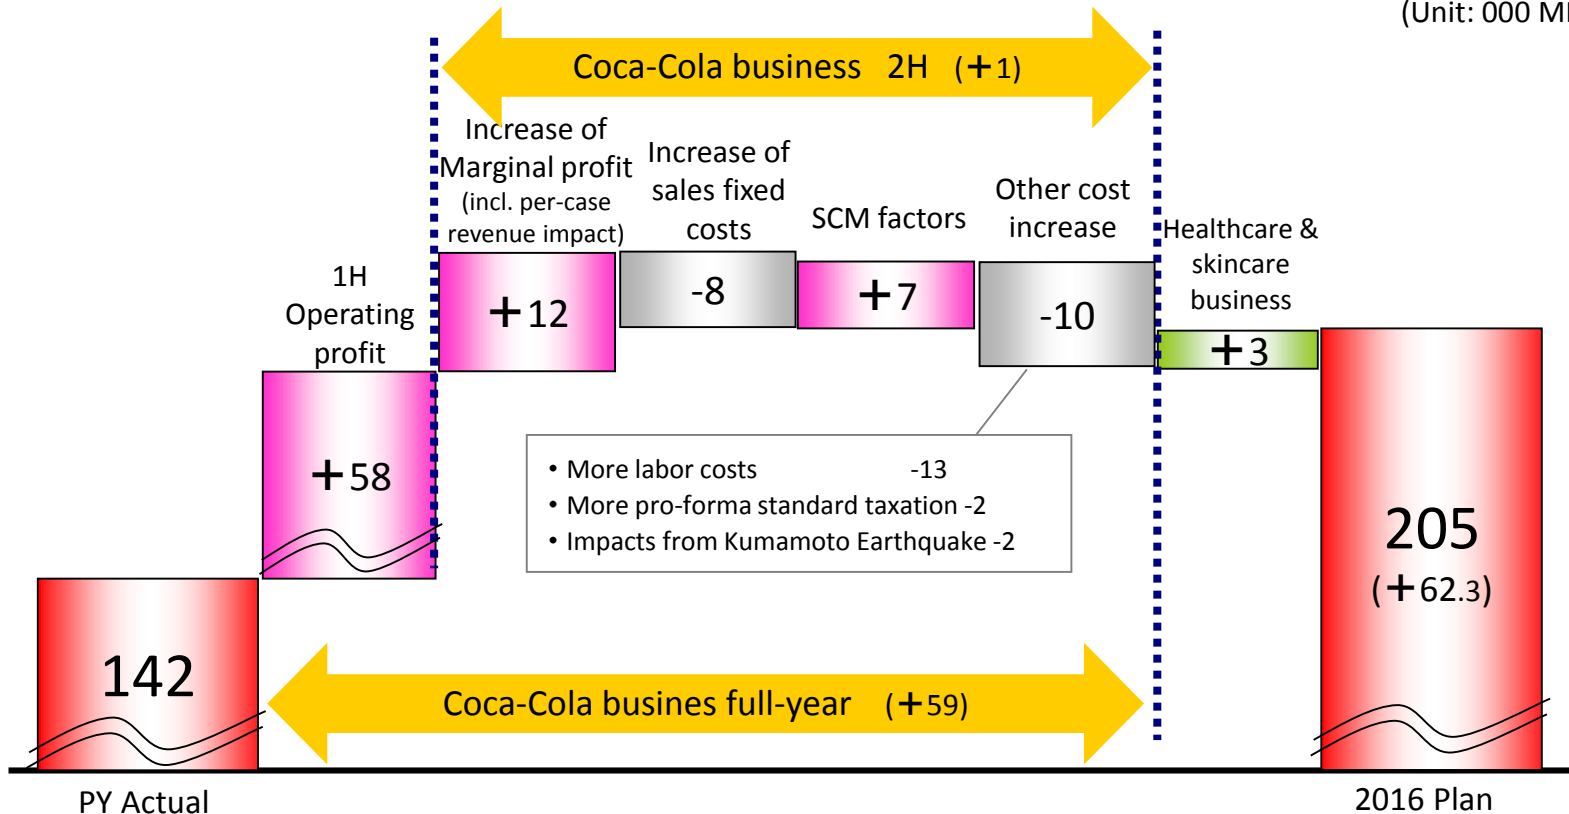 (Unit: 000 M
Coca-Cola business 2H (+1)
Increase of
Marginal profit
(incl. per-case
revenue impact)
Increase of
sales fixed
costs
SCM factors
Other cost
increase
Healthcare &
skincare
business
1H
Operating
profit
+12
-8
+7
-10
+3
+58
• More labor costs -13
• More pro-forma standard taxation -2
• Impacts from Kumamoto Earthquake -2
142
205
(+62.3)
Coca-Cola busines full-year (+59)
PY Actual
2016 Plan